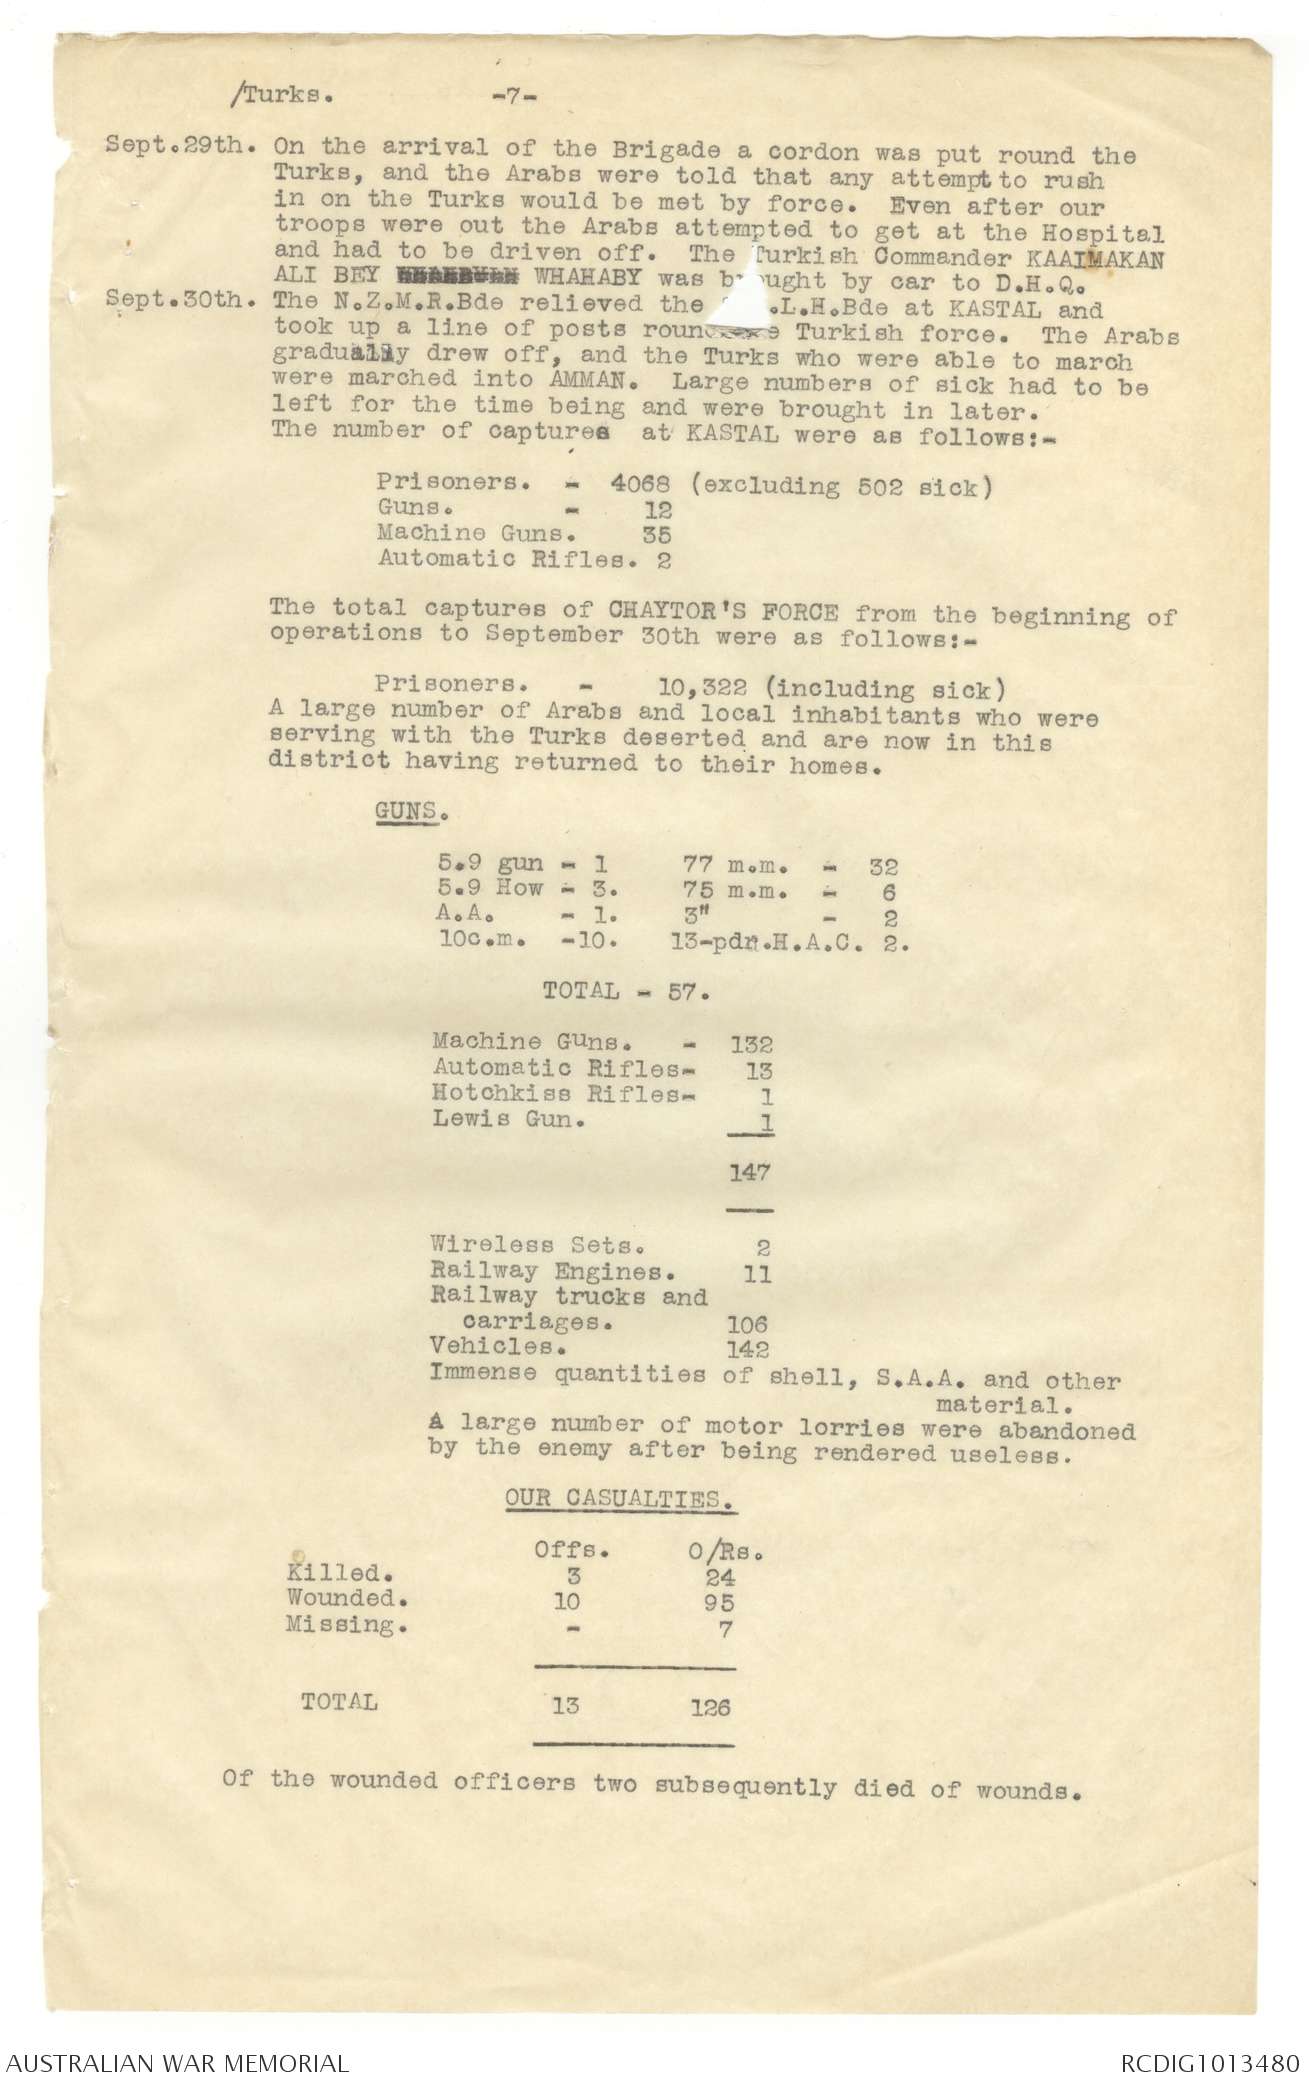 /Turks. -7-
Sept.29th. On the arrival of the Brigade a cordon was put round the
Turks, and the Arabs were told that any attempt to rush
in on the Turks would be met by force. Even after our
troops were out the Arabs attempted to get at the Hospital
and had to be driven off. The Turkish Commander KAAIMAKAN
ALI BEY WHAHABY was brought by car to D.H.Q.
Sept.30th. The N.Z.M.R.Bde relieved the .L.H.Bde at KASTAL and
took up a line of posts round the Turkish force. The Arabs
gradually drew off, and the Turks who were able to march
were marched into AMMAN. Large numbers of sick had to be
left for the time being and were brought in later.
The number of captures at KASTAL were as follows:-
Prisoners. - 4068 (excluding 502 sick)
Guns. - 12
Machine Guns. 35
Automatic Rifles. 2
The total captures of CHAYTOR'S FORCE from the beginning of
operations to September 30th were as follows:-
Prisoners. - 10,322 (including sick)
A large number of Arabs and local inhabitants who were
serving with the Turks deserted and are now in this
district having returned to their homes.
GUNS.
5.9 gun - 1 77 m.m. - 32
5.9 How - 3. 75 m.m. - 6
A.A. - 1. 3" - 2
10c.m. -10. 13-pdr.H.A.C. 2.
TOTAL - 57.
Machine Guns. - 132
Automatic Rifles- 13
Hotchkiss Rifles- 1
Lewis Gun. 1
147
Wireless Sets. 2
Railway Engines. 11
Railway trucks and
carriages. 106
Vehicles. 142
Immense quantities of shell, S.A.A. and other
material.
A large number of motor lorries were abandoned
by the enemy after being rendered useless.
OUR CASUALTIES.
Offs. O/Rs.
Killed. 3 24
Wounded. 10 95
Missing. - 7
TOTAL 13 126
Of the wounded officers two subsequently died of wounds.
AUSTRALIAN WAR MEMORIAL RCDIG1013480